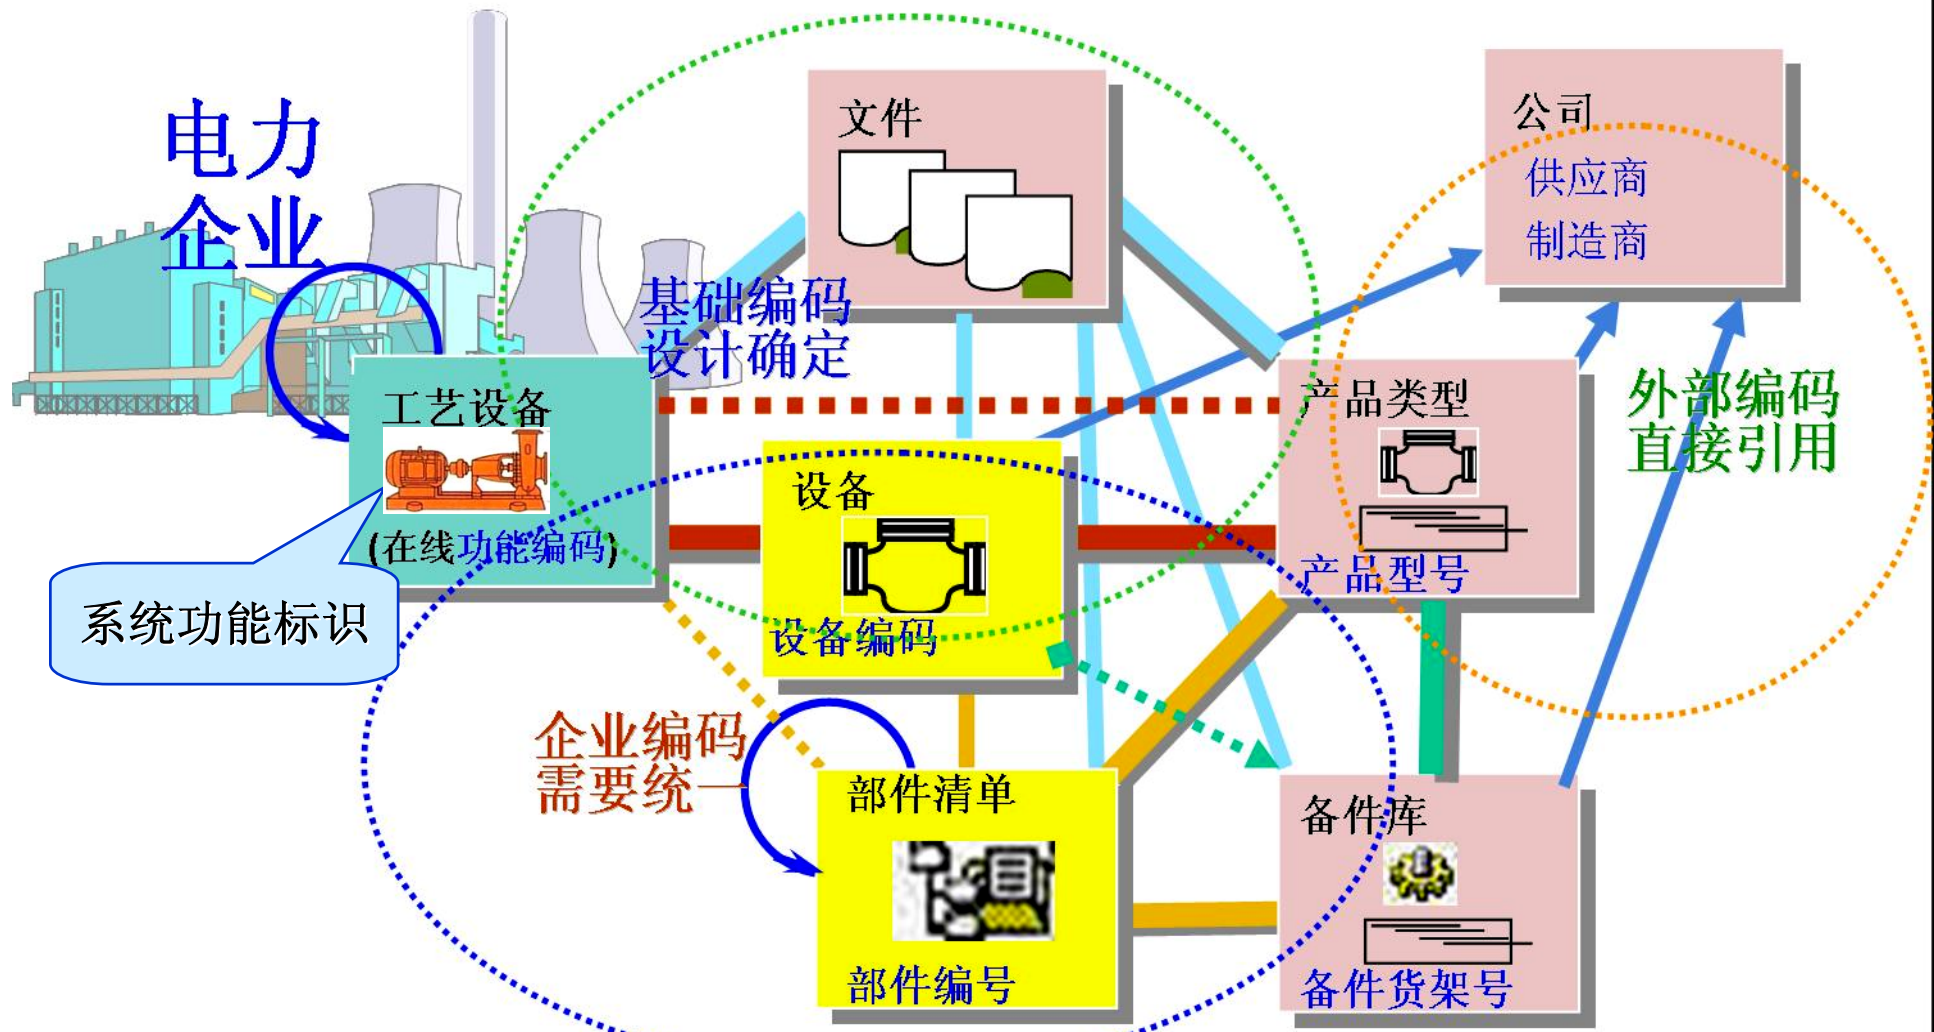 电力
企业
文件
公司
供应商
制造商
基础编码
设计确定
工艺设备
(在线功能编码)
系统功能标识
设备
设备编码
产品类型
产品型号
外部编码
直接引用
企业编码
需要统一
部件清单
部件编号
备件库
备件货架号